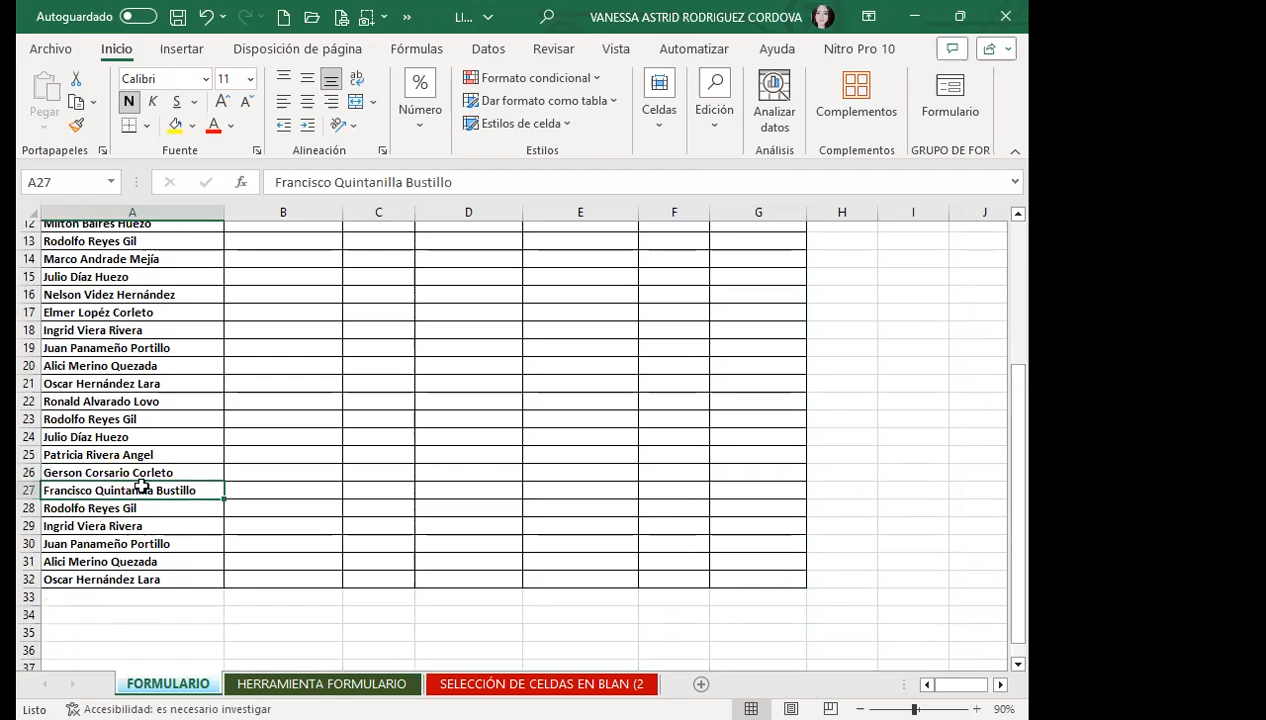 Autoguardado
LI...
VANESSA ASTRID RODRIGUEZ CORDOVA
Archivo Inicio Insertar Disposición de página Fórmulas Datos Revisar Vista Automatizar Ayuda Nitro Pro 10
Pegar
Calibri 11
N K S
Número
Formato condicional
Dar formato como tabla
Estilos de celda
Celdas
Edición
Analizar datos
Complementos
Formulario
Portapapeles Fuente Alineación Estilos Análisis Complementos GRUPO DE FOR
A27 fx Francisco Quintanilla Bustillo
A B C D E F G H I J
12 Milton Baires Huezo
13 Rodolfo Reyes Gil
14 Marco Andrade Mejía
15 Julio Díaz Huezo
16 Nelson Videz Hernández
17 Elmer Lopéz Corleto
18 Ingrid Viera Rivera
19 Juan Panameño Portillo
20 Alici Merino Quezada
21 Oscar Hernández Lara
22 Ronald Alvarado Lovo
23 Rodolfo Reyes Gil
24 Julio Díaz Huezo
25 Patricia Rivera Angel
26 Gerson Corsario Corleto
27 Francisco Quintanilla Bustillo
28 Rodolfo Reyes Gil
29 Ingrid Viera Rivera
30 Juan Panameño Portillo
31 Alici Merino Quezada
32 Oscar Hernández Lara
33
34
35
36
37
FORMULARIO HERRAMIENTA FORMULARIO SELECCIÓN DE CELDAS EN BLAN (2
Listo Accesibilidad: es necesario investigar 90%